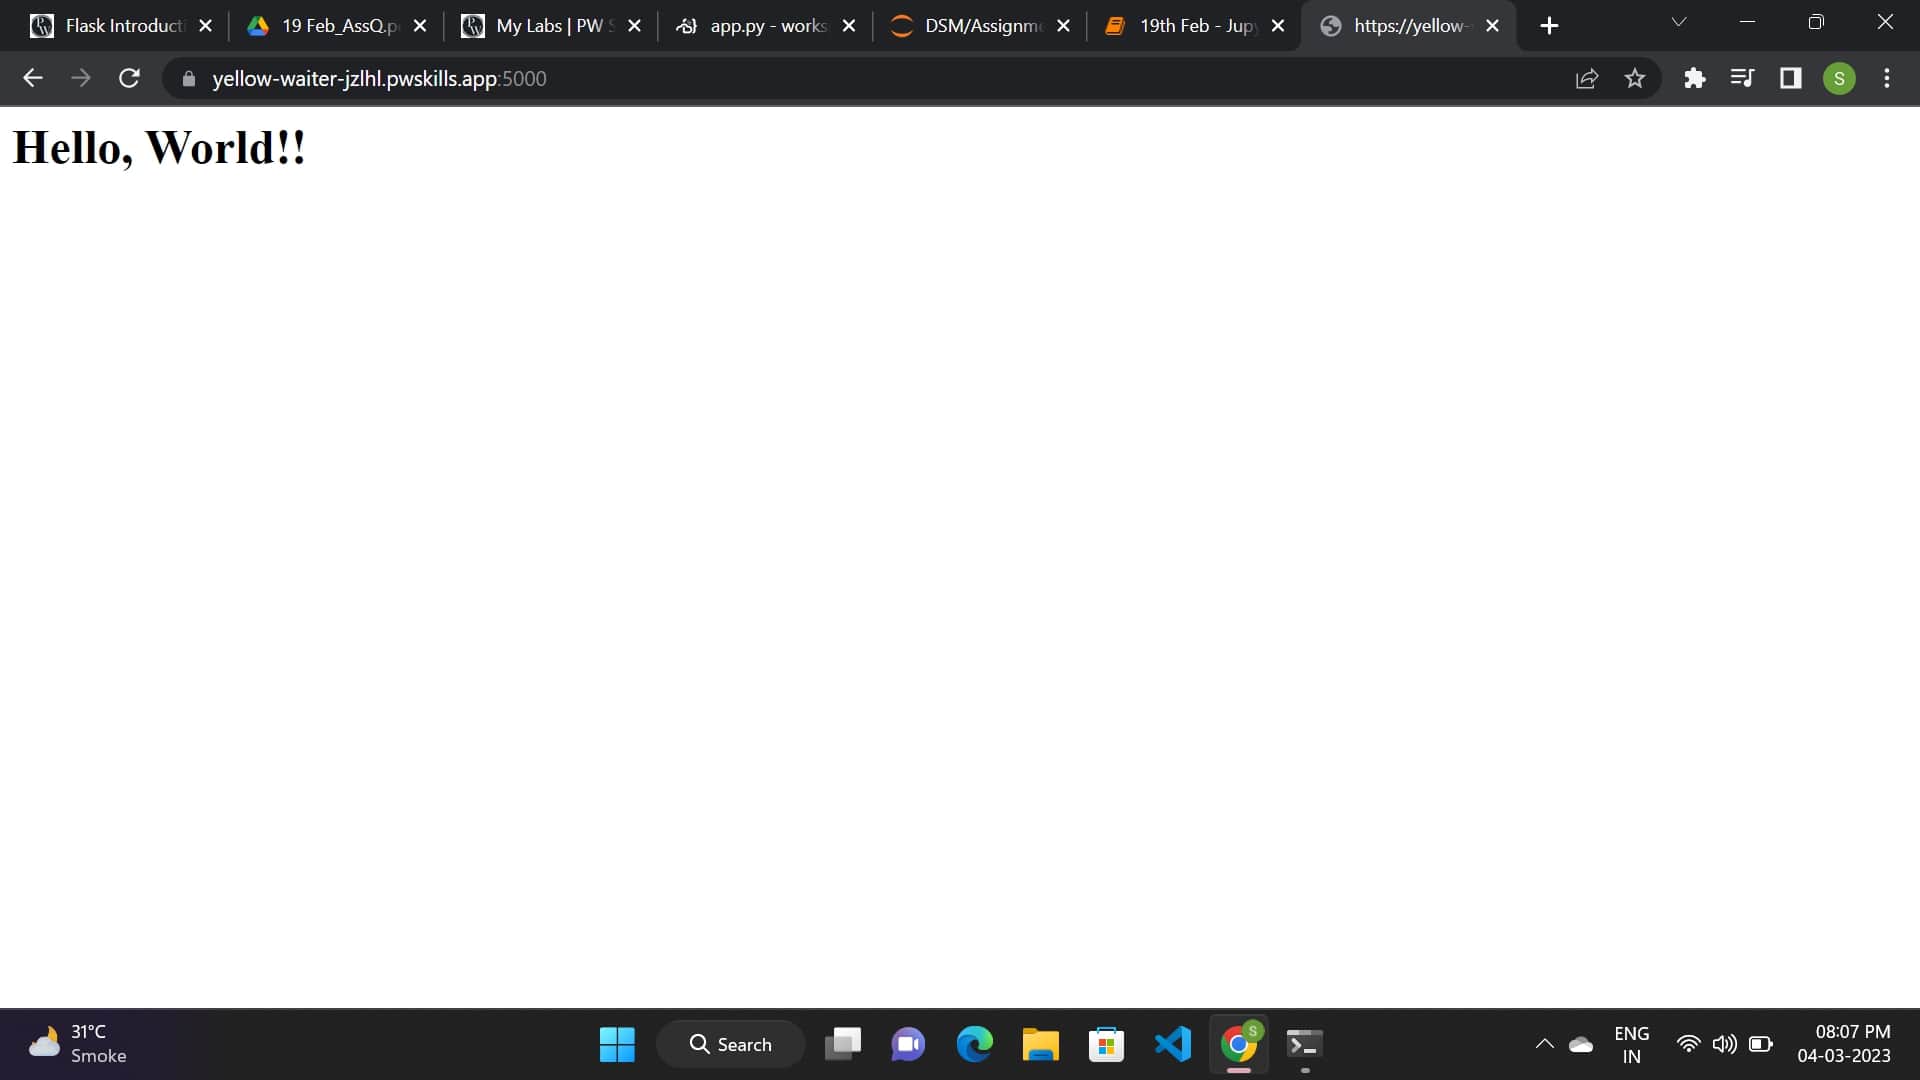 Flask Introducti
19 Feb_AssQ.p
My Labs | PW S
app.py - works
DSM/Assignme
19th Feb - Jupy
https://yellow-
yellow-waiter-jzlhl.pwskills.app:5000
S
Hello, World!!
31°C
Smoke
Search
S
ENG
IN
08:07 PM
04-03-2023